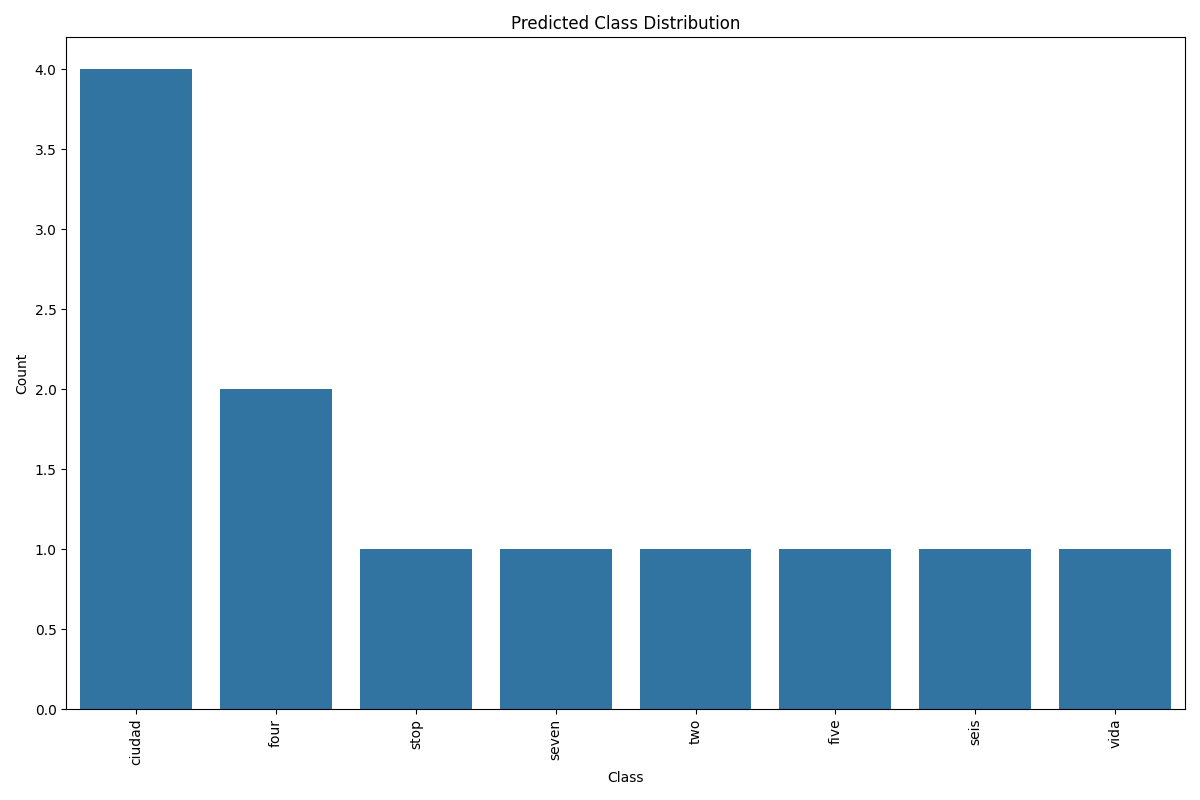 Predicted Class Distribution
4.0
3.5
3.0
2.5
2.0
1.5
1.0
0.5
0.0
Count
ciudad
four
stop
seven
two
five
seis
vida
Class